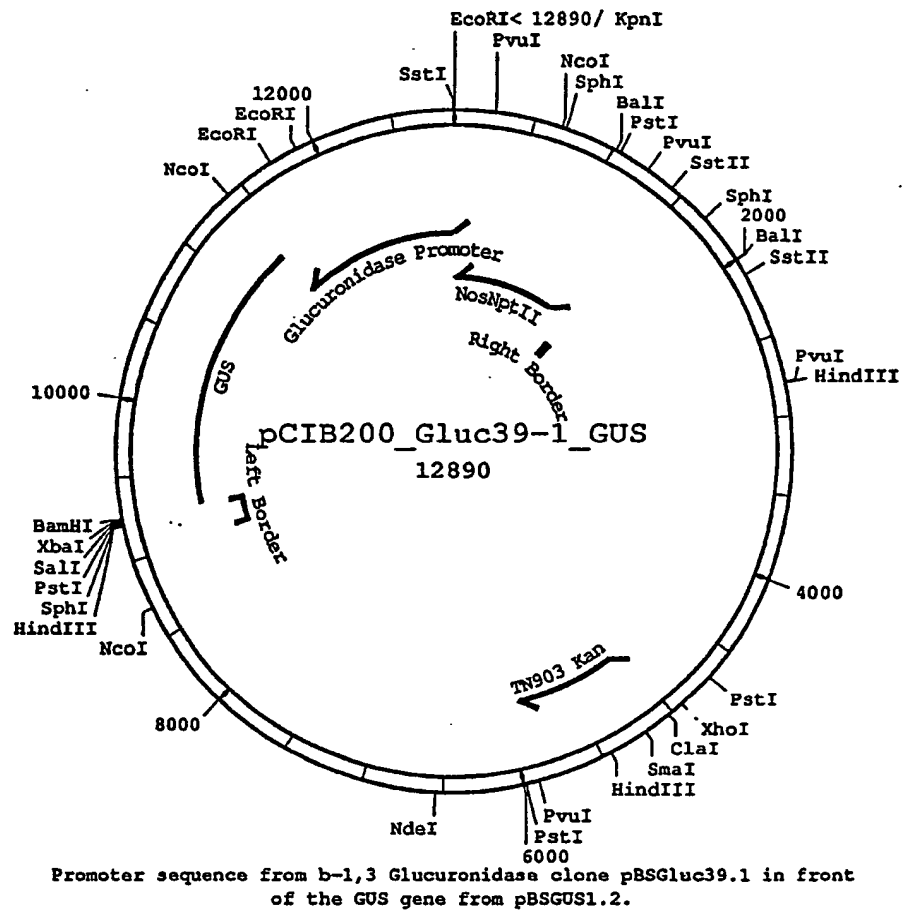 EcoRI< 12890/ KpnI
PvuI
SstI
NcoI
SphI
12000
BalI
EcoRI
PstI
EcoRI
PvuI
NcoI
SstII
SphI
2000
BalI
SstII
Glucuronidase Promoter
NosNptII
Right Border
GUS
PvuI
HindIII
10000
pCIB200_Gluc39-1_GUS
12890
Left Border
BamHI
XbaI
SalI
PstI
SphI
HindIII
NcoI
4000
TN903 Kan
PstI
XhoI
ClaI
SmaI
HindIII
8000
PvuI
NdeI
PstI
6000
Promoter sequence from b-1,3 Glucuronidase clone pBSGluc39.1 in front
of the GUS gene from pBSGUS1.2.